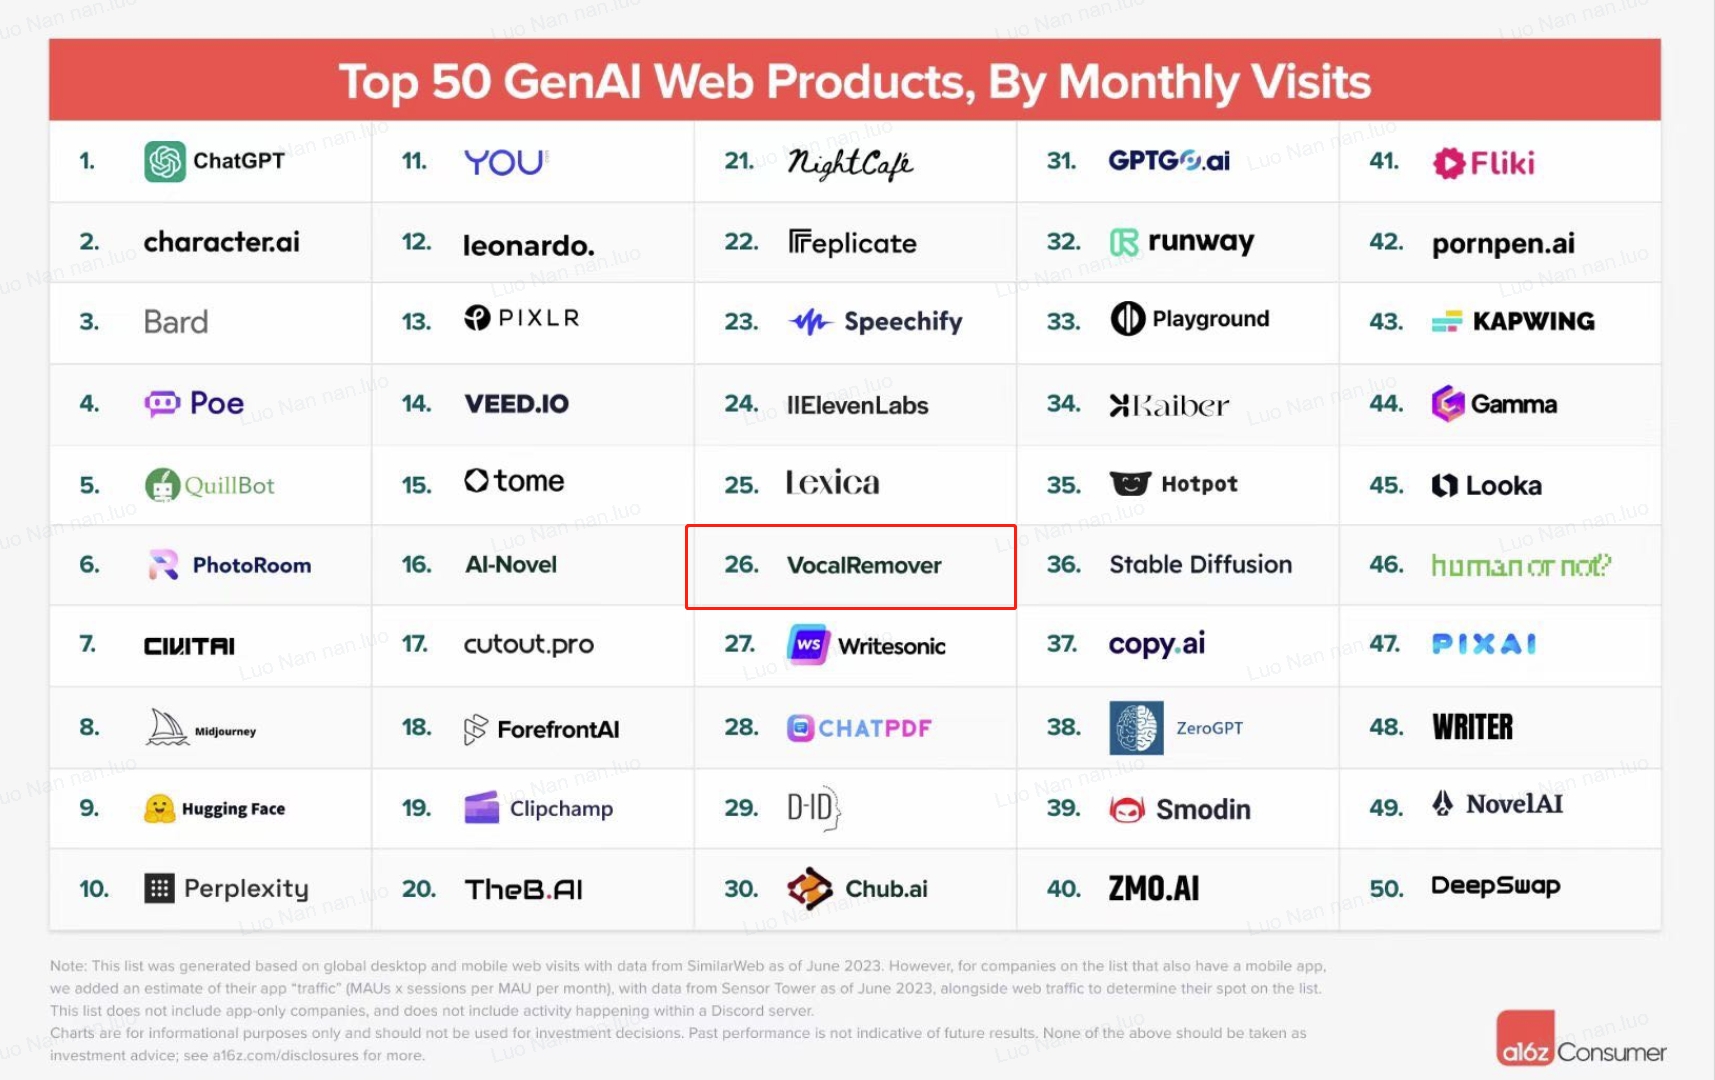 Top 50 GenAI Web Products, By Monthly Visits
1. ChatGPT
2. character.ai
3. Bard
4. Poe
5. QuillBot
6. PhotoRoom
7. CIVITAI
8. Midjourney
9. Hugging Face
10. Perplexity
11. YOU
12. leonardo.
13. PIXLR
14. VEED.IO
15. tome
16. AI-Novel
17. cutout.pro
18. ForefrontAI
19. Clipchamp
20. TheB.AI
21. NightCafé
22. replicate
23. Speechify
24. IIElevenLabs
25. Lexica
26. VocalRemover
27. WS Writesonic
28. CHATPDF
29. D-ID
30. Chub.ai
31. GPTGO.ai
32. runway
33. Playground
34. Kaiber
35. Hotpot
36. Stable Diffusion
37. copy.ai
38. ZeroGPT
39. Smodin
40. ZMO.AI
41. Fliki
42. pornpen.ai
43. KAPWING
44. Gamma
45. Looka
46. human or not?
47. PIXAI
48. WRITER
49. NovelAI
50. DeepSwap
Note: This list was generated based on global desktop and mobile web visits with data from SimilarWeb as of June 2023. However, for companies on the list that also have a mobile app,
we added an estimate of their app “traffic” (MAUs x sessions per MAU per month), with data from Sensor Tower as of June 2023, alongside web traffic to determine their spot on the list.
This list does not include app-only companies, and does not include activity happening within a Discord server.
Charts are for informational purposes only and should not be used for investment decisions. Past performance is not indicative of future results. None of the above should be taken as
investment advice; see a16z.com/disclosures for more.
a16z Consumer
Luo Nan nan.luo